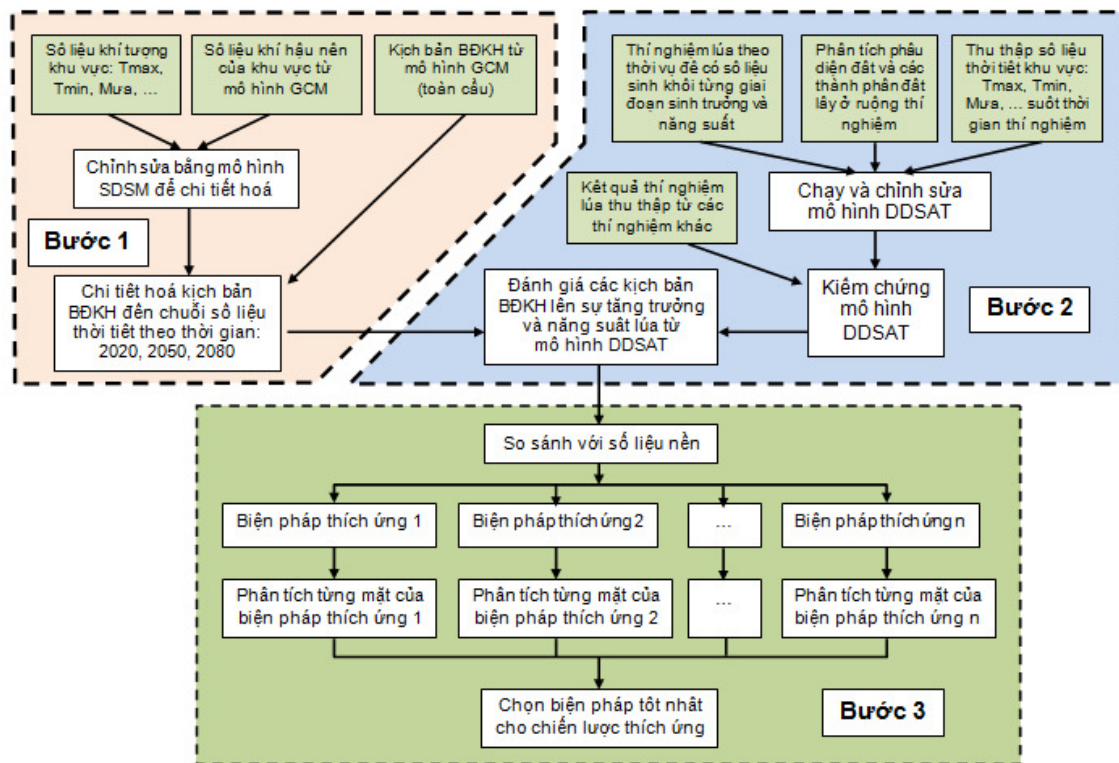 Số liệu khí tượng
khu vực: Tmax,
Tmin, Mưa, ...
Số liệu khí hậu nền
của khu vực từ
mô hình GCM
Kịch bản BĐKH từ
mô hình GCM
(toàn cầu)
Chỉnh sửa bằng mô hình
SDSM để chi tiết hoá
Bước 1
Chi tiết hoá kịch bản
BĐKH đến chuỗi số liệu
thời tiết theo thời gian:
2020, 2050, 2080
Thí nghiệm lúa theo
thời vụ để có số liệu
sinh khối từng giai
đoạn sinh trưởng và
năng suất
Phân tích phẫu
diện đất và các
thành phần đất
lấy ở ruộng thí
nghiệm
Thu thập số liệu
thời tiết khu vực:
Tmax, Tmin,
Mưa, ... suốt thời
gian thí nghiệm
Chạy và chỉnh sửa
mô hình DDSAT
Kết quả thí nghiệm
lúa thu thập từ các
thí nghiệm khác
Kiểm chứng
mô hình
DDSAT
Bước 2
Đánh giá các kịch bản
BĐKH lên sự tăng trưởng
và năng suất lúa từ
mô hình DDSAT
So sánh với số liệu nền
Biện pháp thích ứng 1
Biện pháp thích ứng 2
...
Biện pháp thích ứng n
Phân tích từng mặt của
biện pháp thích ứng 1
Phân tích từng mặt của
biện pháp thích ứng 2
...
Phân tích từng mặt của
biện pháp thích ứng n
Chọn biện pháp tốt nhất
cho chiến lược thích ứng
Bước 3